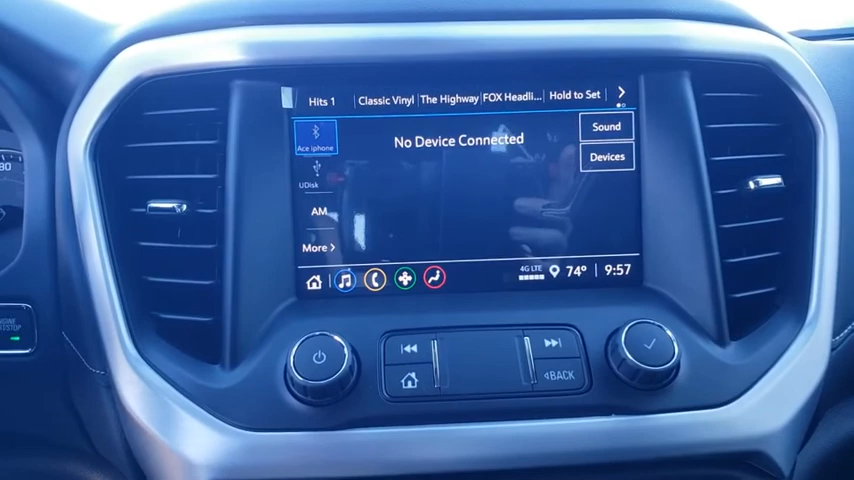 Hits 1 Classic Vinyl The Highway FOX Headli... Hold to Set
Ace iphone
No Device Connected
Sound
Devices
UDisk
AM
More
4G LTE 74° 9:57
BACK